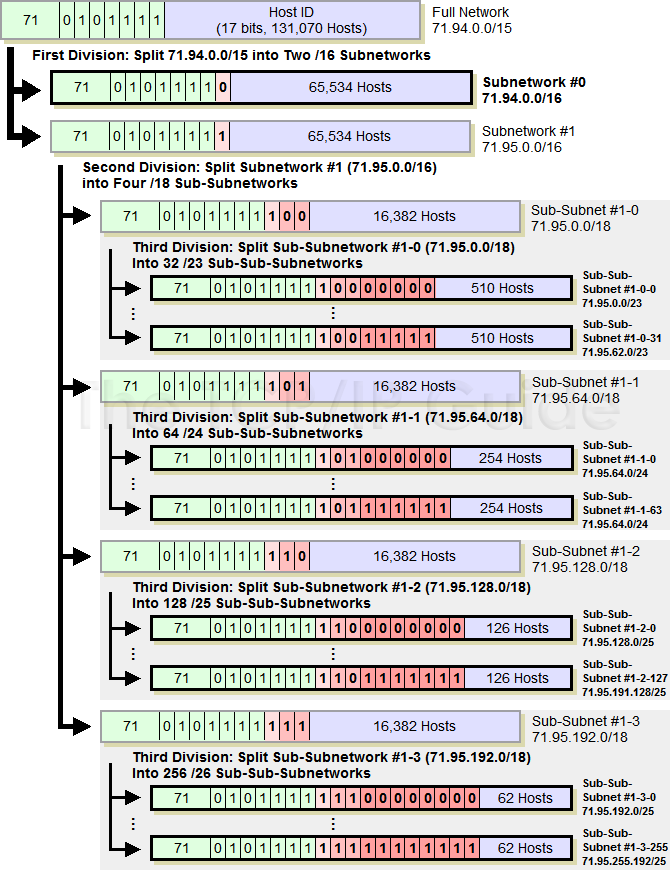 71 0 1 0 1 1 1 1 Host ID
(17 bits, 131,070 Hosts)
Full Network
71.94.0.0/15
First Division: Split 71.94.0.0/15 into Two /16 Subnetworks
71 0 1 0 1 1 1 1 0 65,534 Hosts
Subnetwork #0
71.94.0.0/16
71 0 1 0 1 1 1 1 1 65,534 Hosts
Subnetwork #1
71.95.0.0/16
Second Division: Split Subnetwork #1 (71.95.0.0/16)
into Four /18 Sub-Subnetworks
71 0 1 0 1 1 1 1 1 0 0 16,382 Hosts
Sub-Subnet #1-0
71.95.0.0/18
Third Division: Split Sub-Subnetwork #1-0 (71.95.0.0/18)
Into 32 /23 Sub-Sub-Subnetworks
71 0 1 0 1 1 1 1 1 0 0 0 0 0 0 0 510 Hosts
Sub-Sub-
Subnet #1-0-0
71.95.0.0/23
71 0 1 0 1 1 1 1 1 0 0 1 1 1 1 1 510 Hosts
Sub-Sub-
Subnet #1-0-31
71.95.62.0/23
71 0 1 0 1 1 1 1 1 0 1 16,382 Hosts
Sub-Subnet #1-1
71.95.64.0/18
The TCP/IP Guide
Third Division: Split Sub-Subnetwork #1-1 (71.95.64.0/18)
Into 64 /24 Sub-Sub-Subnetworks
71 0 1 0 1 1 1 1 1 0 1 0 0 0 0 0 0 254 Hosts
Sub-Sub-
Subnet #1-1-0
71.95.64.0/24
71 0 1 0 1 1 1 1 1 0 1 1 1 1 1 1 1 254 Hosts
Sub-Sub-
Subnet #1-1-63
71.95.64.0/24
71 0 1 0 1 1 1 1 1 1 0 16,382 Hosts
Sub-Subnet #1-2
71.95.128.0/18
Third Division: Split Sub-Subnetwork #1-2 (71.95.128.0/18)
Into 128 /25 Sub-Sub-Subnetworks
71 0 1 0 1 1 1 1 1 1 0 0 0 0 0 0 0 0 126 Hosts
Sub-Sub-
Subnet #1-2-0
71.95.128.0/25
71 0 1 0 1 1 1 1 1 1 0 1 1 1 1 1 1 1 126 Hosts
Sub-Sub-
Subnet #1-2-127
71.95.191.128/25
71 0 1 0 1 1 1 1 1 1 1 16,382 Hosts
Sub-Subnet #1-3
71.95.192.0/18
Third Division: Split Sub-Subnetwork #1-3 (71.95.192.0/18)
Into 256 /26 Sub-Sub-Subnetworks
71 0 1 0 1 1 1 1 1 1 1 0 0 0 0 0 0 0 0 62 Hosts
Sub-Sub-
Subnet #1-3-0
71.95.192.0/25
71 0 1 0 1 1 1 1 1 1 1 1 1 1 1 1 1 1 1 62 Hosts
Sub-Sub-
Subnet #1-3-255
71.95.255.192/25